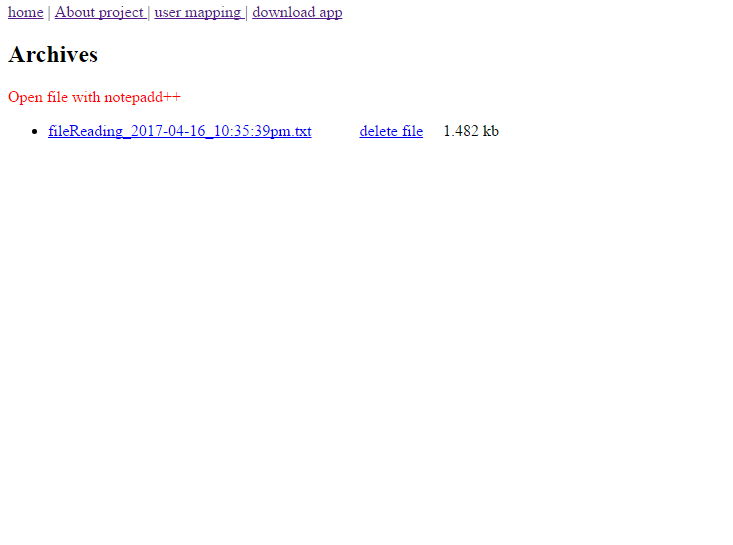 home | About project | user mapping | download app
Archives
Open file with notepadd++
• fileReading_2017-04-16_10:35:39pm.txt delete file 1.482 kb